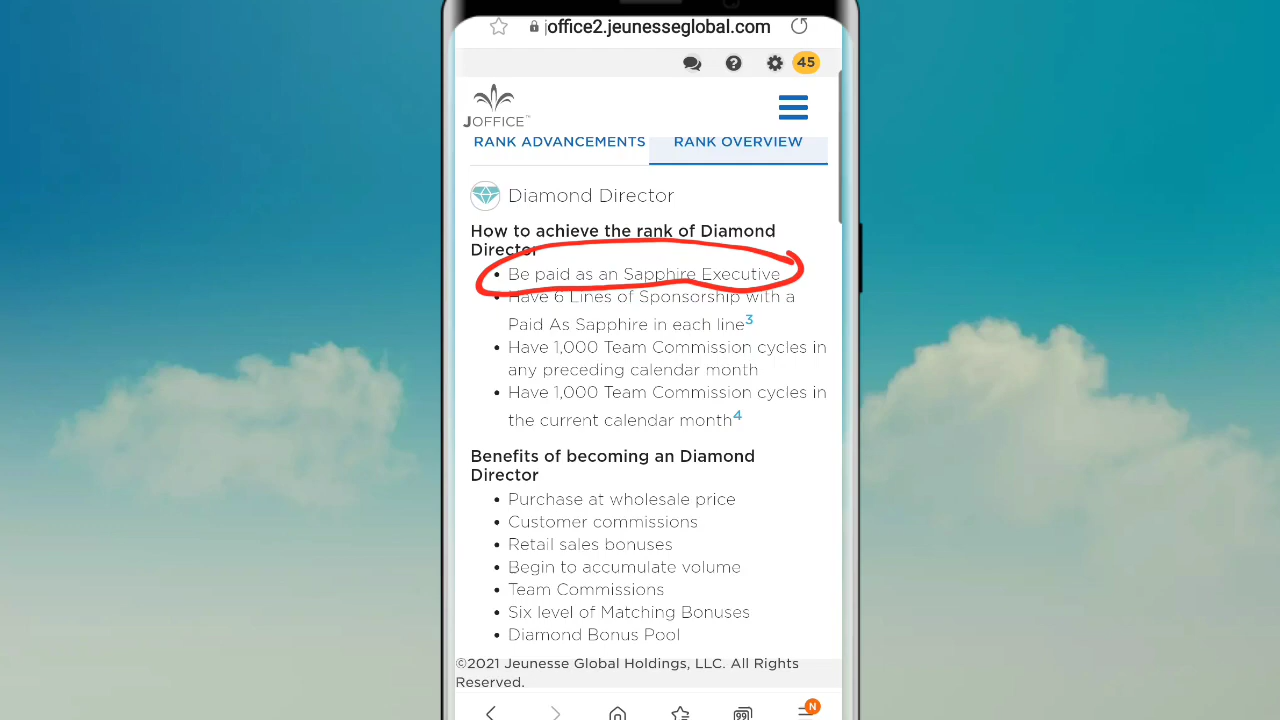 joffice2.jeunesseglobal.com
45
JOFFICE™
RANK ADVANCEMENTS
RANK OVERVIEW
Diamond Director
How to achieve the rank of Diamond
Director
• Be paid as an Sapphire Executive
• Have 6 Lines of Sponsorship with a
Paid As Sapphire in each line3
• Have 1,000 Team Commission cycles in
any preceding calendar month
• Have 1,000 Team Commission cycles in
the current calendar month4
Benefits of becoming an Diamond
Director
• Purchase at wholesale price
• Customer commissions
• Retail sales bonuses
• Begin to accumulate volume
• Team Commissions
• Six level of Matching Bonuses
• Diamond Bonus Pool
©2021 Jeunesse Global Holdings, LLC. All Rights
Reserved.
99
N